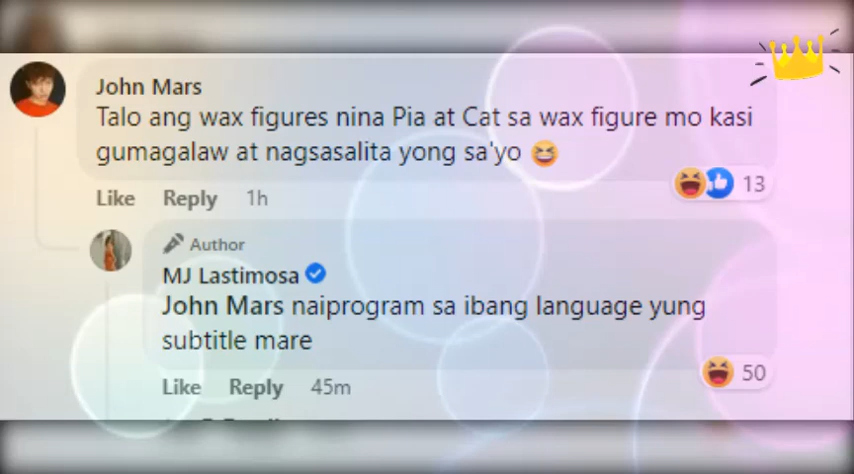 John Mars
Talo ang wax figures nina Pia at Cat sa wax figure mo kasi
gumagalaw at nagsasalita yong sa'yo 😆
13
Like Reply 1h
Author
MJ Lastimosa
John Mars naiprogram sa ibang language yung
subtitle mare
50
Like Reply 45m